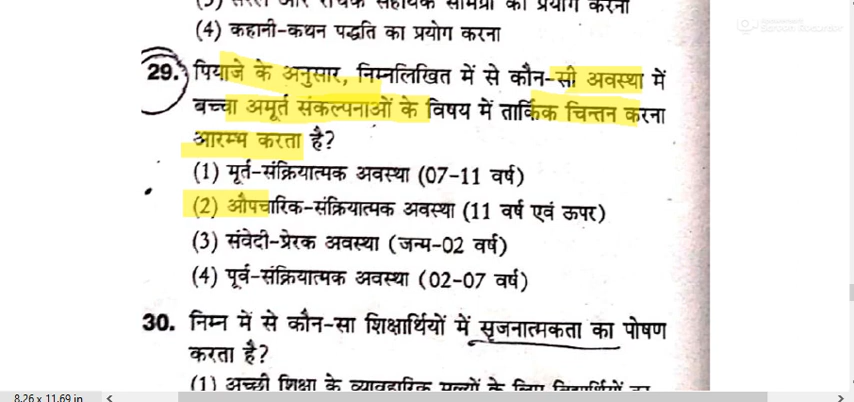 (4) कहानी-कथन पद्धति का प्रयोग करना
29. पियाजे के अनुसार, निम्नलिखित में से कौन-सी अवस्था में
बच्चा अमूर्त संकल्पनाओं के विषय में तार्किक चिन्तन करना
आरम्भ करता है?
(1) मूर्त-संक्रियात्मक अवस्था (07-11 वर्ष)
(2) औपचारिक-संक्रियात्मक अवस्था (11 वर्ष एवं ऊपर)
(3) संवेदी-प्रेरक अवस्था (जन्म-02 वर्ष)
(4) पूर्व-संक्रियात्मक अवस्था (02-07 वर्ष)
30. निम्न में से कौन-सा शिक्षार्थियों में सृजनात्मकता का पोषण
करता है?
8.26 x 11.69 in